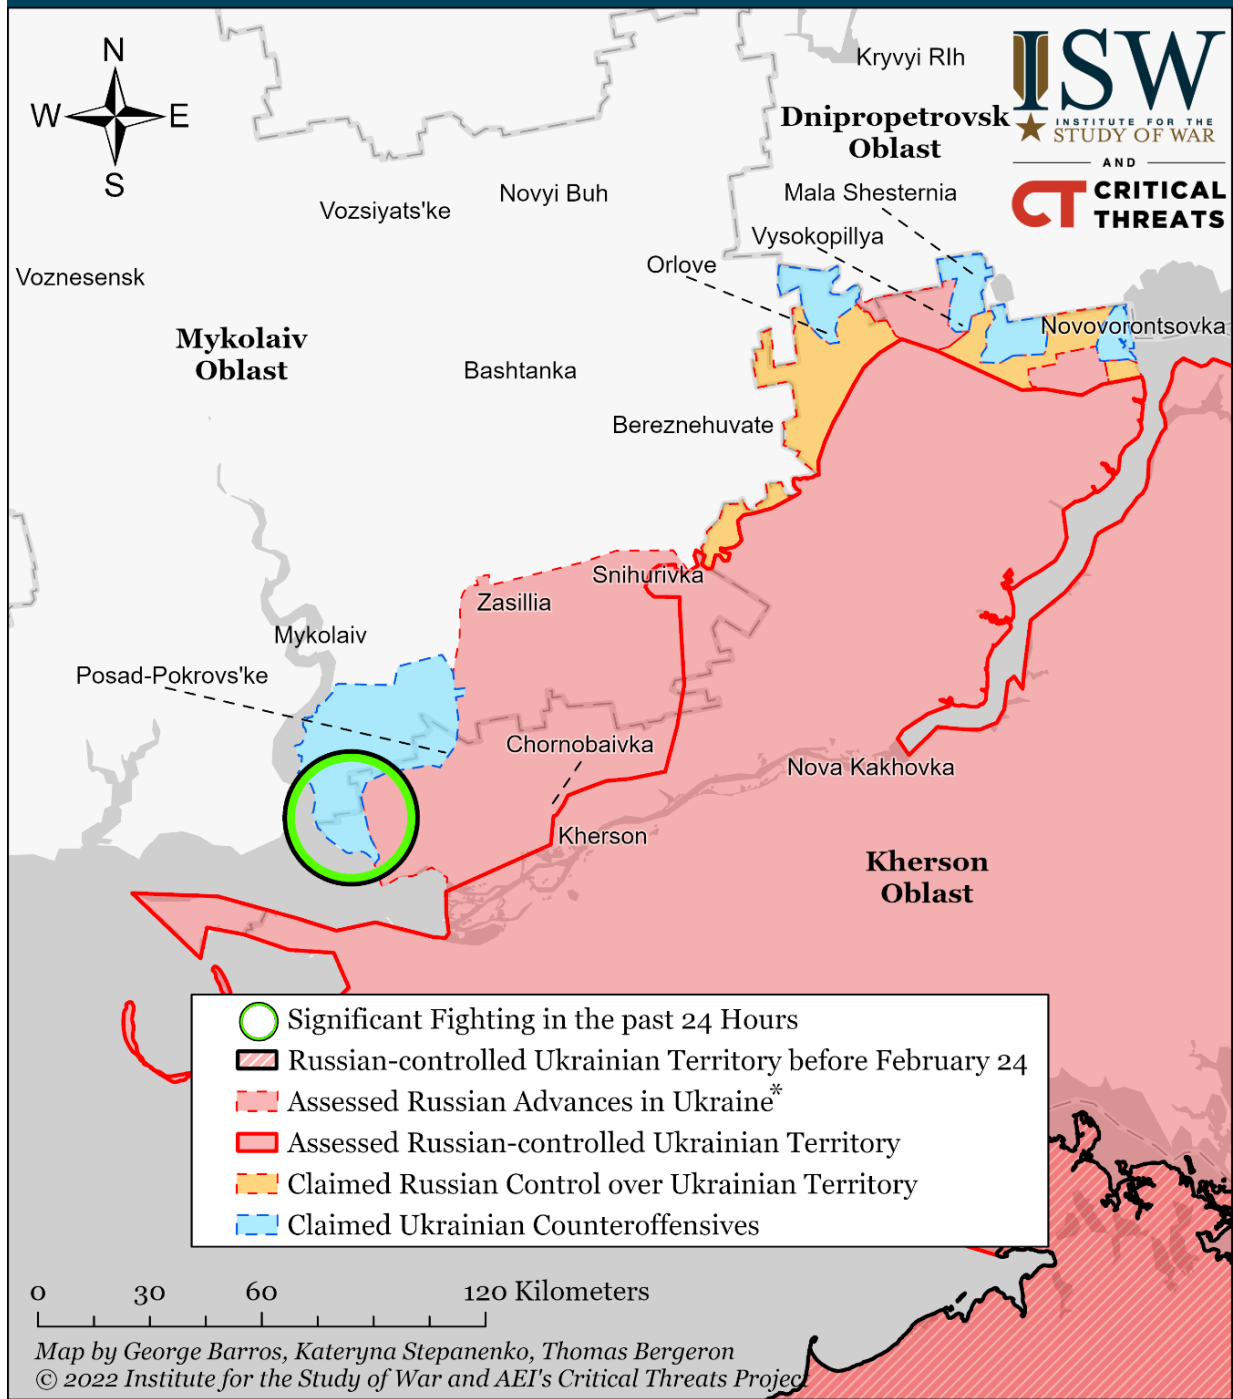 N
W
E
S
ISW
INSTITUTE FOR THE
STUDY OF WAR
AND
CT CRITICAL
THREATS
Kryvyi RIh
Dnipropetrovsk
Oblast
Mala Shesternia
Vysokopillya
Orlove
Novyi Buh
Vozsiyats'ke
Voznesensk
Mykolaiv
Oblast
Novovorontsovka
Bashtanka
Bereznehuvate
Snihurivka
Zasillia
Mykolaiv
Posad-Pokrovs'ke
Chornobaivka
Nova Kakhovka
Kherson
Kherson
Oblast
Significant Fighting in the past 24 Hours
Russian-controlled Ukrainian Territory before February 24
Assessed Russian Advances in Ukraine*
Assessed Russian-controlled Ukrainian Territory
Claimed Russian Control over Ukrainian Territory
Claimed Ukrainian Counteroffensives
0 30 60 120 Kilometers
Map by George Barros, Kateryna Stepanenko, Thomas Bergeron
© 2022 Institute for the Study of War and AEI's Critical Threats Project